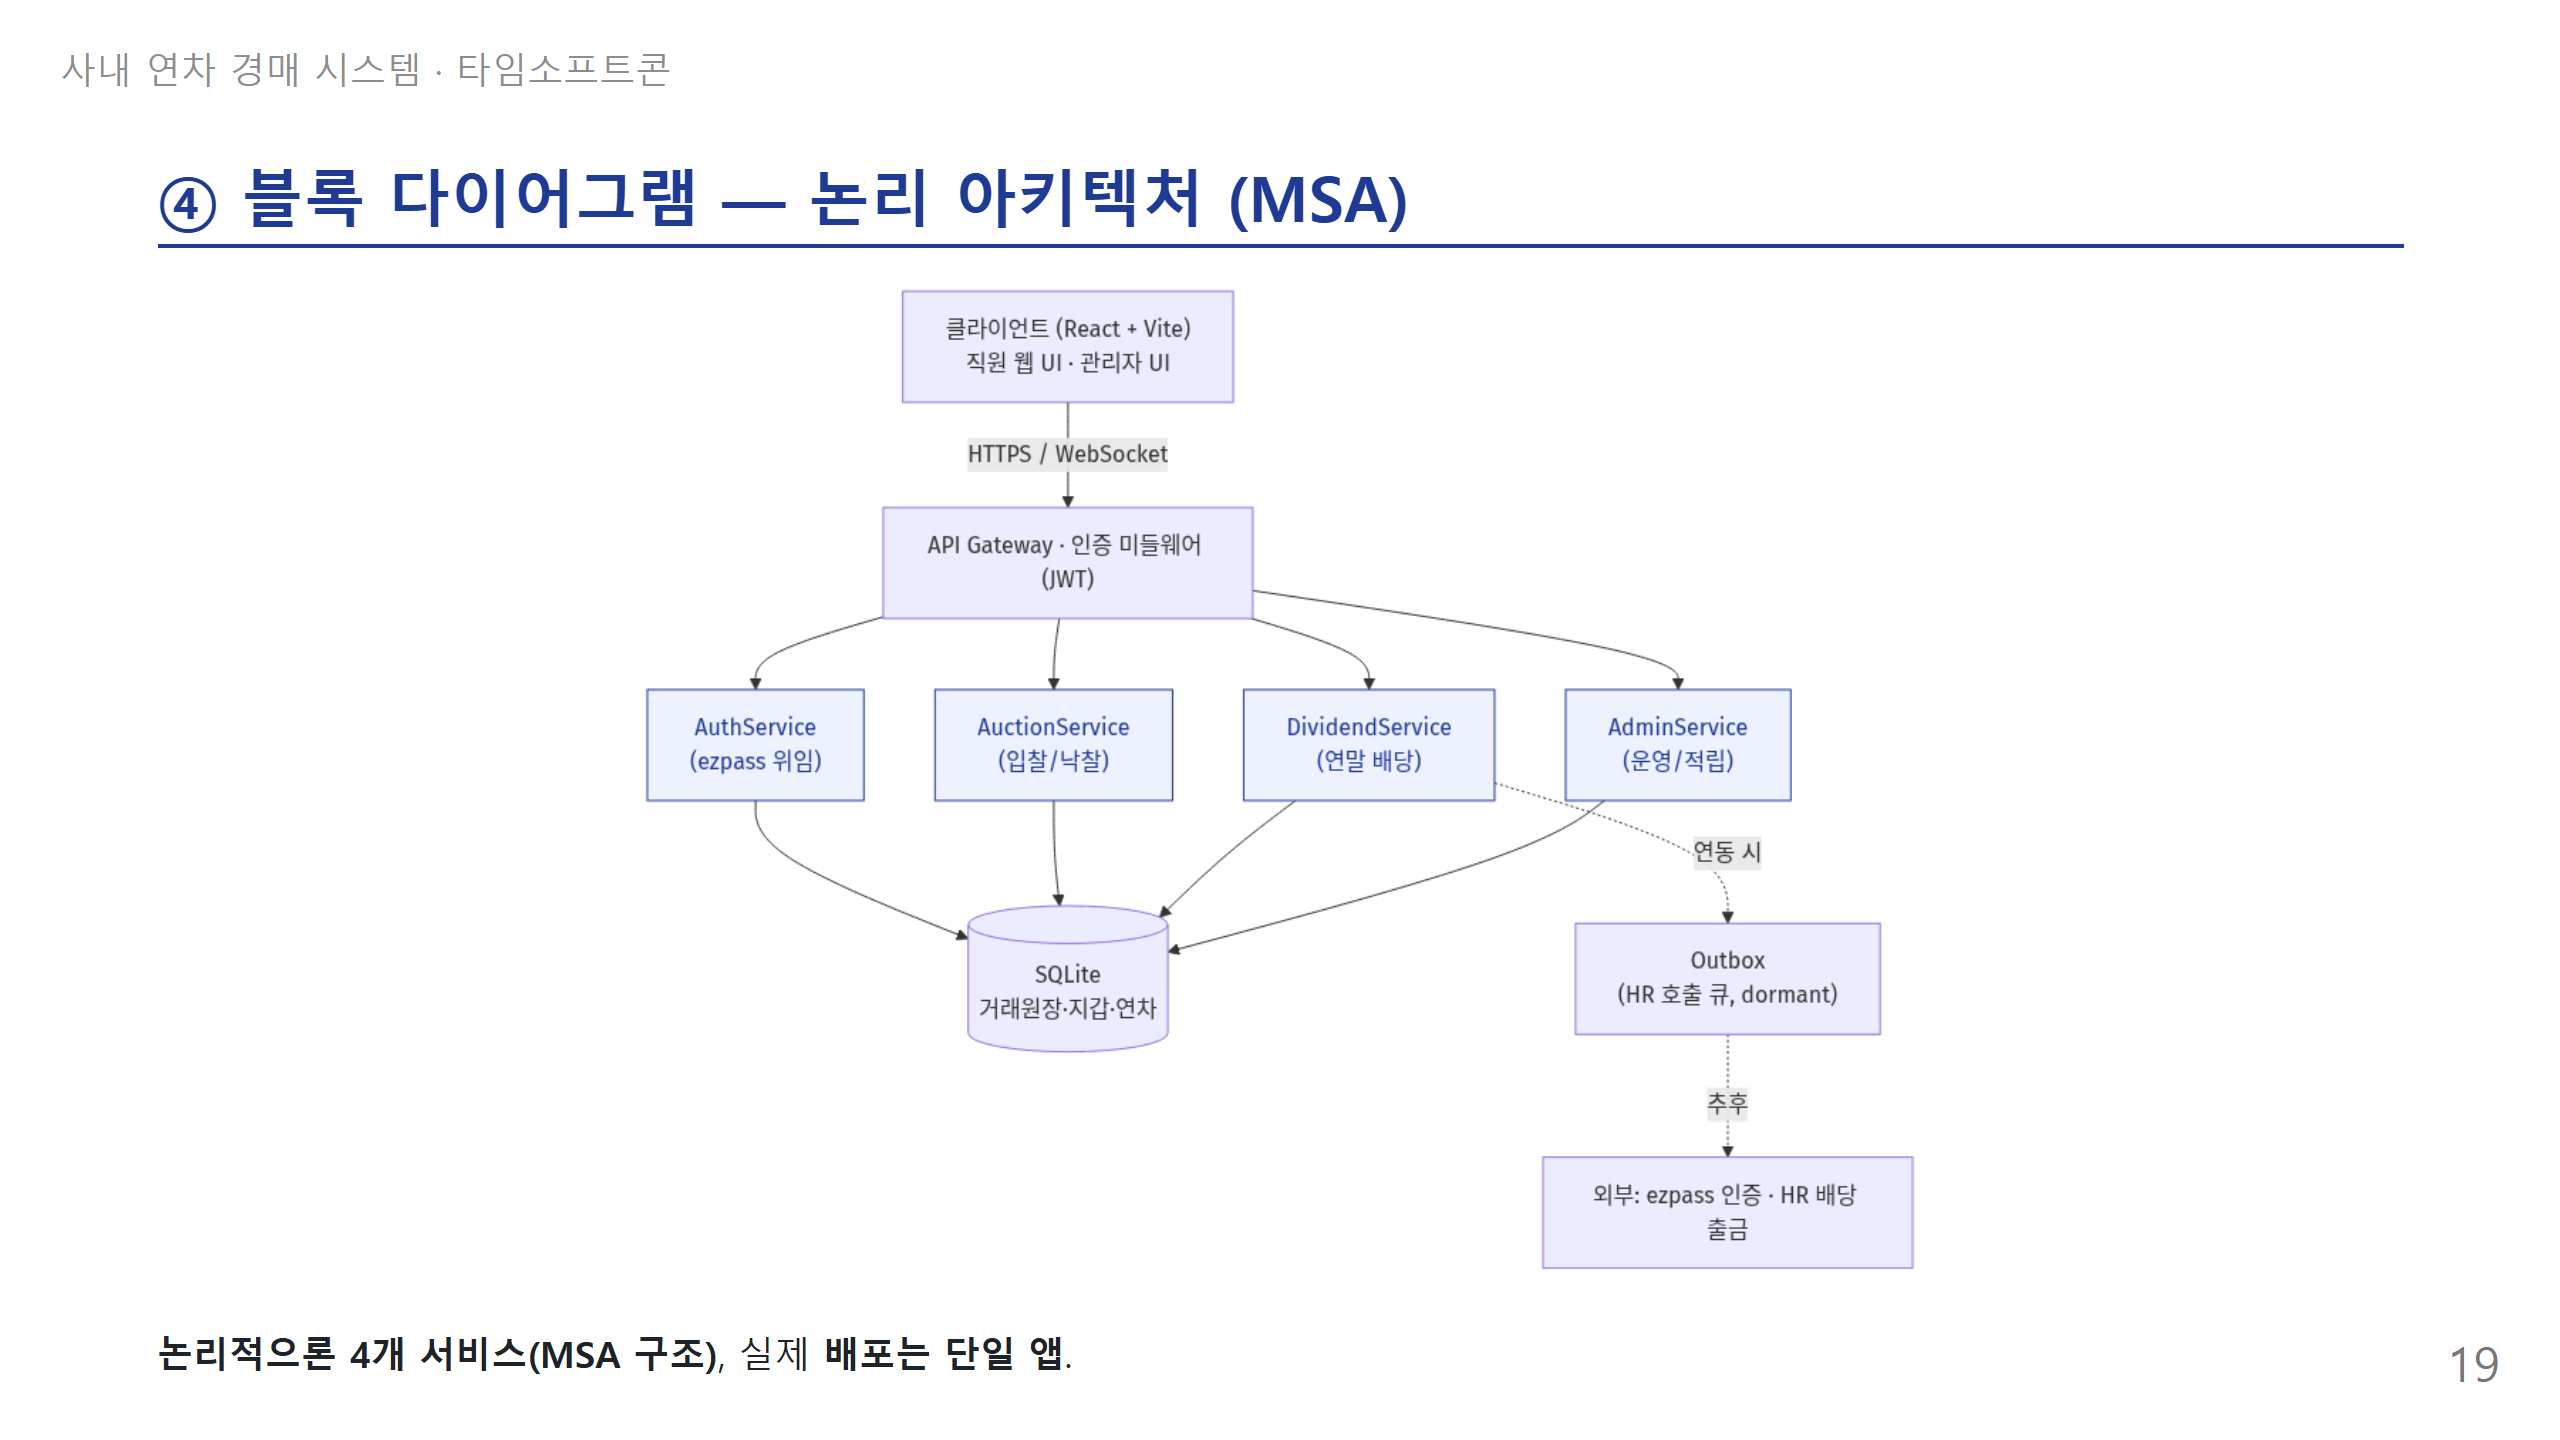 사내 연차 경매 시스템 · 타임소프트콘
④ 블록 다이어그램 — 논리 아키텍처 (MSA)
클라이언트 (React + Vite)
직원 웹 UI · 관리자 UI
HTTPS / WebSocket
API Gateway · 인증 미들웨어
(JWT)
AuthService
(ezpass 위임)
AuctionService
(입찰/낙찰)
DividendService
(연말 배당)
AdminService
(운영/적립)
연동 시
SQLite
거래원장·지갑·연차
Outbox
(HR 호출 큐, dormant)
추후
외부: ezpass 인증 · HR 배당
출금
논리적으론 4개 서비스(MSA 구조), 실제 배포는 단일 앱.
19